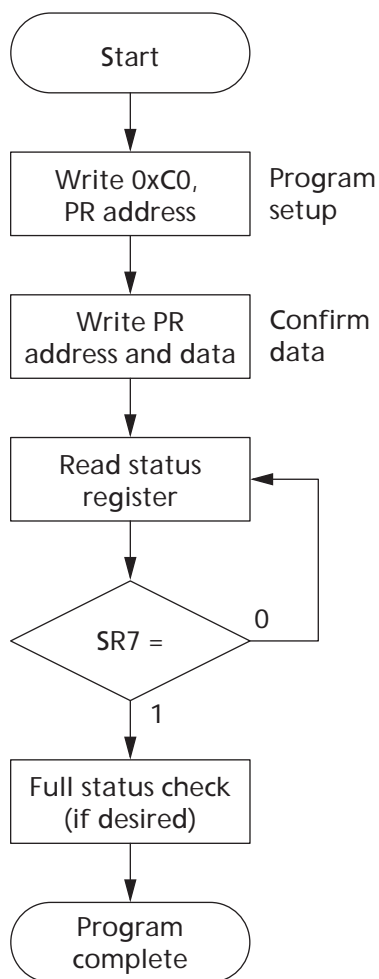 Start
Write 0xC0,
PR address
Program
setup
Write PR
address and data
Confirm
data
Read status
register
SR7 =
0
1
Full status check
(if desired)
Program
complete